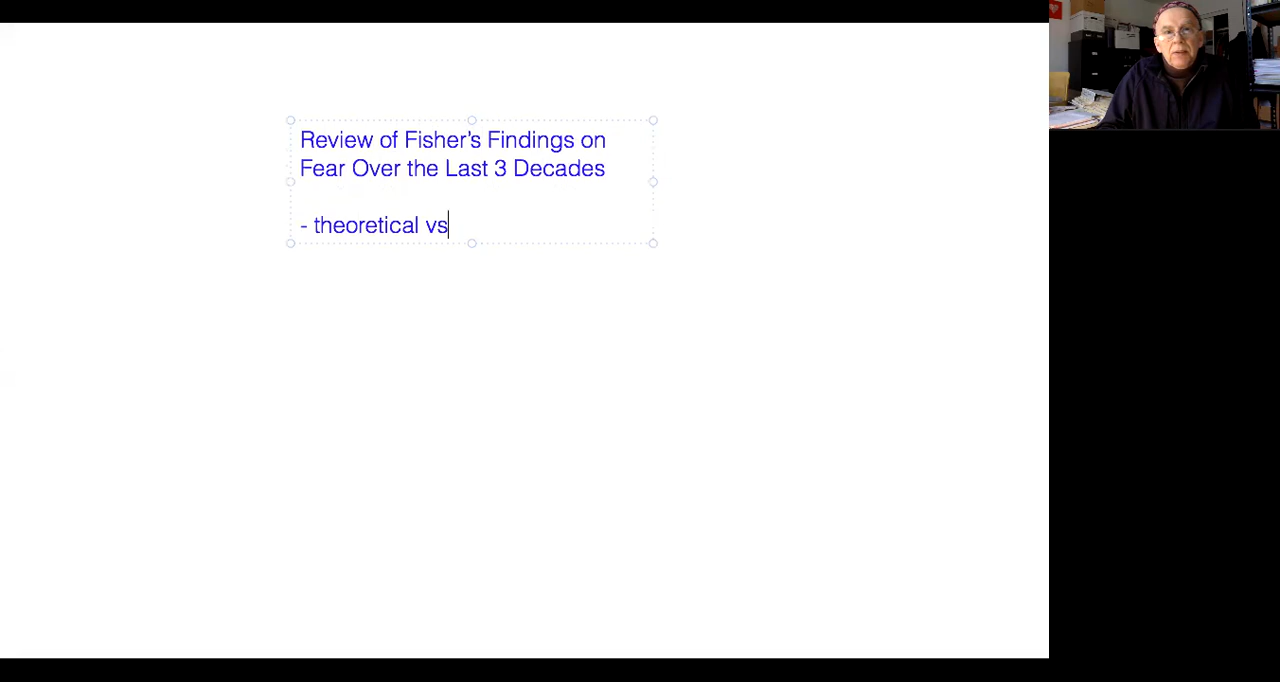 Review of Fisher's Findings on
Fear Over the Last 3 Decades
- theoretical vs